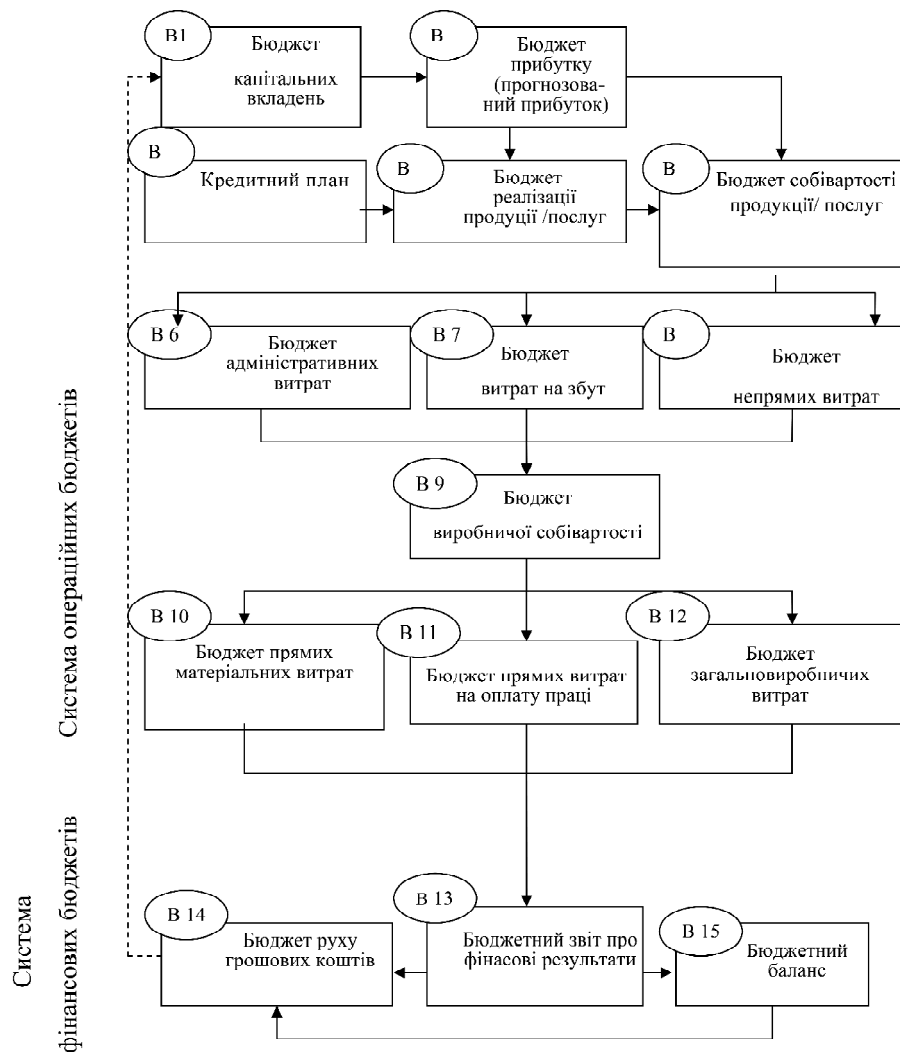 В1
Бюджет
капітальних
вкладень
В
Бюджет
прибутку
(прогнозова-
ний прибуток)
В
Кредитний план
В
Бюджет
реалізації
продуції /послуг
В
Бюджет собівартості
продукції/ послуг
В 6
Бюджет
адміністративних
витрат
В 7
Бюджет
витрат на збут
В
Бюджет
непрямих витрат
В 9
Бюджет
виробничої собівартості
В 10
Бюджет прямих
матеріальних витрат
В 11
Бюджет прямих витрат
на оплату праці
В 12
Бюджет
загальновиробничих
витрат
В 14
Бюджет руху
грошових коштів
В 13
Бюджетний звіт про
фінасові результати
В 15
Бюджетний
баланс
Система операційних бюджетів
Система
фінансових бюджетів